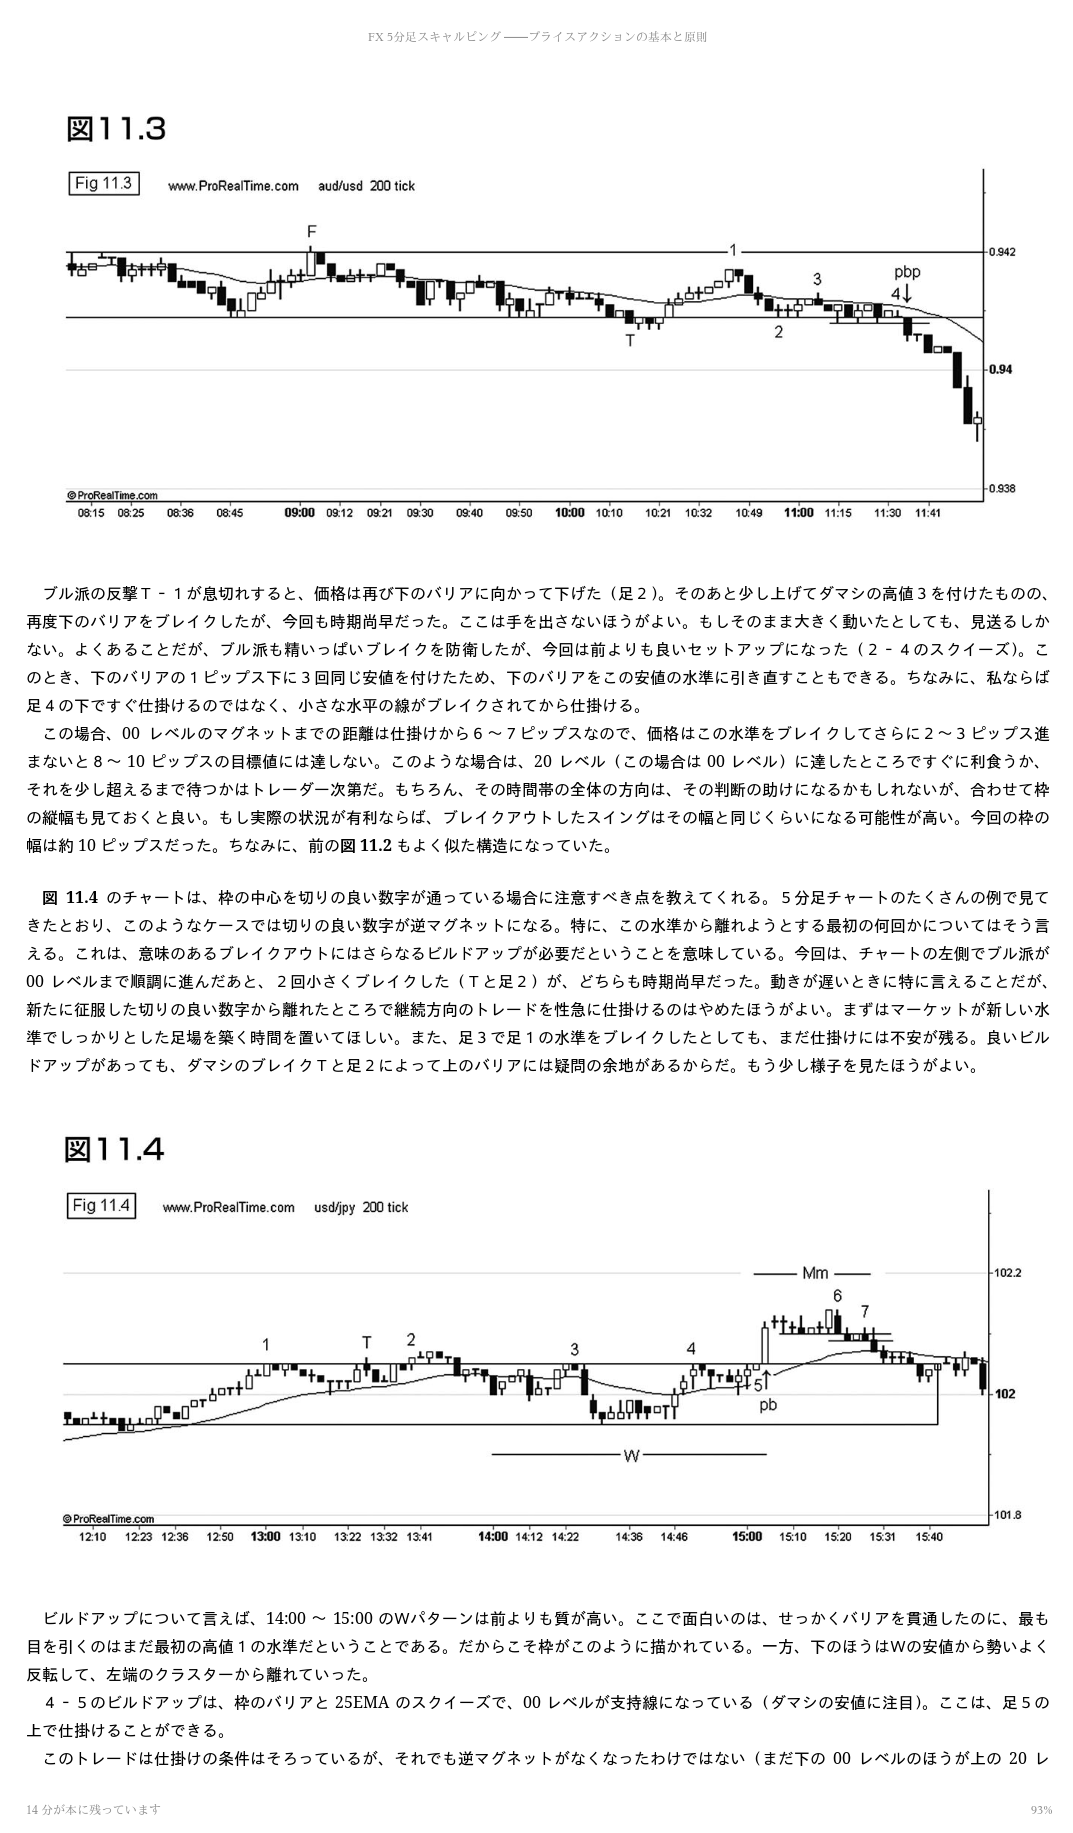 FX 5分足スキャルピング ――プライスアクションの基本と原則
図11.3
Fig 11.3 www.ProRealTime.com aud/usd 200 tick
F
1
0.942
3
pbp
4
2
T
0.94
0.938
©ProRealTime.com
08:15 08:25 08:36 08:45 09:00 09:12 09:21 09:30 09:40 09:50 10:00 10:10 10:21 10:32 10:49 11:00 11:15 11:30 11:41
ブル派の反撃Ｔ‐１が息切れすると、価格は再び下のバリアに向かって下げた（足２）。そのあと少し上げてダマシの高値３を付けたものの、
再度下のバリアをブレイクしたが、今回も時期尚早だった。ここは手を出さないほうがよい。もしそのまま大きく動いたとしても、見送るしか
ない。よくあることだが、ブル派も精いっぱいブレイクを防衛したが、今回は前よりも良いセットアップになった（２‐４のスクイーズ）。こ
のとき、下のバリアの１ピップス下に３回同じ安値を付けたため、下のバリアをこの安値の水準に引き直すこともできる。ちなみに、私ならば
足４の下ですぐ仕掛けるのではなく、小さな水平の線がブレイクされてから仕掛ける。
この場合、00 レベルのマグネットまでの距離は仕掛けから６～７ピップスなので、価格はこの水準をブレイクしてさらに２～３ピップス進
まないと８～ 10 ピップスの目標値には達しない。このような場合は、20 レベル（この場合は 00 レベル）に達したところですぐに利食うか、
それを少し超えるまで待つかはトレーダー次第だ。もちろん、その時間帯の全体の方向は、その判断の助けになるかもしれないが、合わせて枠
の縦幅も見ておくと良い。もし実際の状況が有利ならば、ブレイクアウトしたスイングはその幅と同じくらいになる可能性が高い。今回の枠の
幅は約 10 ピップスだった。ちなみに、前の図 11.2 もよく似た構造になっていた。
図 11.4 のチャートは、枠の中心を切りの良い数字が通っている場合に注意すべき点を教えてくれる。５分足チャートのたくさんの例で見て
きたとおり、このようなケースでは切りの良い数字が逆マグネットになる。特に、この水準から離れようとする最初の何回かについてはそう言
える。これは、意味のあるブレイクアウトにはさらなるビルドアップが必要だということを意味している。今回は、チャートの左側でブル派が
00 レベルまで順調に進んだあと、２回小さくブレイクした（Ｔと足２）が、どちらも時期尚早だった。動きが遅いときに特に言えることだが、
新たに征服した切りの良い数字から離れたところで継続方向のトレードを性急に仕掛けるのはやめたほうがよい。まずはマーケットが新しい水
準でしっかりとした足場を築く時間を置いてほしい。また、足３で足１の水準をブレイクしたとしても、まだ仕掛けには不安が残る。良いビル
ドアップがあっても、ダマシのブレイクＴと足２によって上のバリアには疑問の余地があるからだ。もう少し様子を見たほうがよい。
図11.4
Fig 11.4 www.ProRealTime.com usd/jpy 200 tick
Mm
102.2
6
7
1
T
2
3
4
5
102
pb
W
101.8
©ProRealTime.com
12:10 12:23 12:36 12:50 13:00 13:10 13:22 13:32 13:41 14:00 14:12 14:22 14:36 14:46 15:00 15:10 15:20 15:31 15:40
ビルドアップについて言えば、14:00 ～ 15:00 のＷパターンは前よりも質が高い。ここで面白いのは、せっかくバリアを貫通したのに、最も
目を引くのはまだ最初の高値１の水準だということである。だからこそ枠がこのように描かれている。一方、下のほうはＷの安値から勢いよく
反転して、左端のクラスターから離れていった。
４‐５のビルドアップは、枠のバリアと 25EMA のスクイーズで、00 レベルが支持線になっている（ダマシの安値に注目）。ここは、足５の
上で仕掛けることができる。
このトレードは仕掛けの条件はそろっているが、それでも逆マグネットがなくなったわけではない（まだ下の 00 レベルのほうが上の 20 レ
14 分が本に残っています
93%